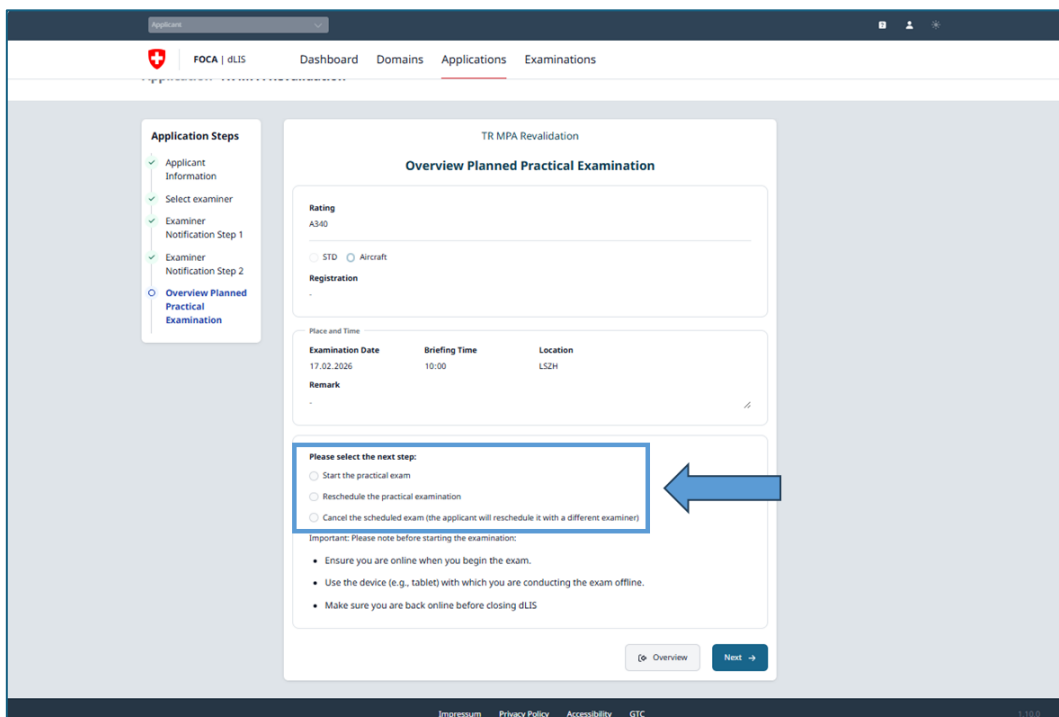 Applicant
FOCA | dLIS
Dashboard Domains Applications Examinations
Application Steps
Applicant
Information
Select examiner
Examiner
Notification Step 1
Examiner
Notification Step 2
Overview Planned
Practical
Examination
TR MPA Revalidation
Overview Planned Practical Examination
Rating
A340
STD Aircraft
Registration
-
Place and Time
Examination Date Briefing Time Location
17.02.2026 10:00 LSZH
Remark
-
Please select the next step:
Start the practical exam
Reschedule the practical examination
Cancel the scheduled exam (the applicant will reschedule it with a different examiner)
Important: Please note before starting the examination:
• Ensure you are online when you begin the exam.
• Use the device (e.g., tablet) with which you are conducting the exam offline.
• Make sure you are back online before closing dLIS
Overview Next →
Impressum Privacy Policy Accessibility GTC
1.10.0